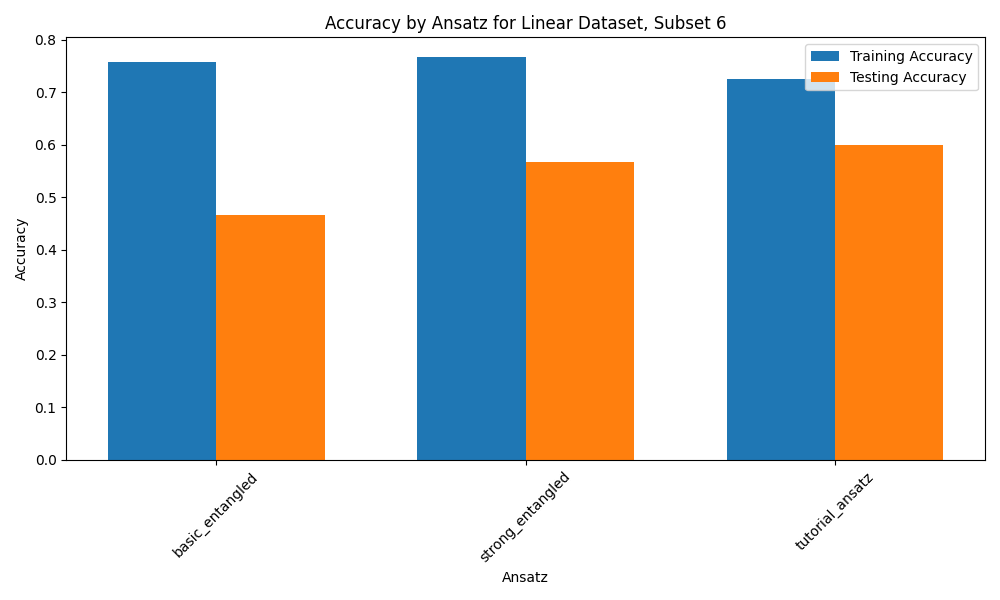 Accuracy by Ansatz for Linear Dataset, Subset 6
Training Accuracy
Testing Accuracy
Accuracy
0.8
0.7
0.6
0.5
0.4
0.3
0.2
0.1
0.0
basic_entangled
strong_entangled
tutorial_ansatz
Ansatz